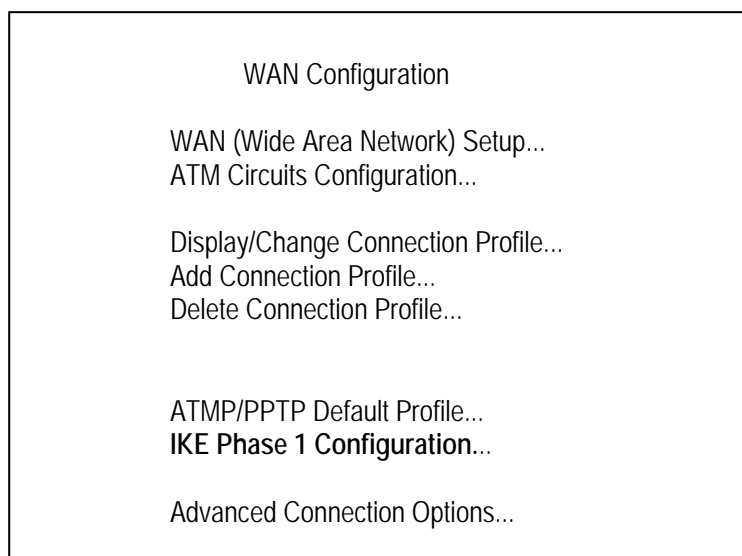 WAN Configuration
WAN (Wide Area Network) Setup...
ATM Circuits Configuration...
Display/Change Connection Profile...
Add Connection Profile...
Delete Connection Profile...
ATMP/PPTP Default Profile...
IKE Phase 1 Configuration...
Advanced Connection Options...